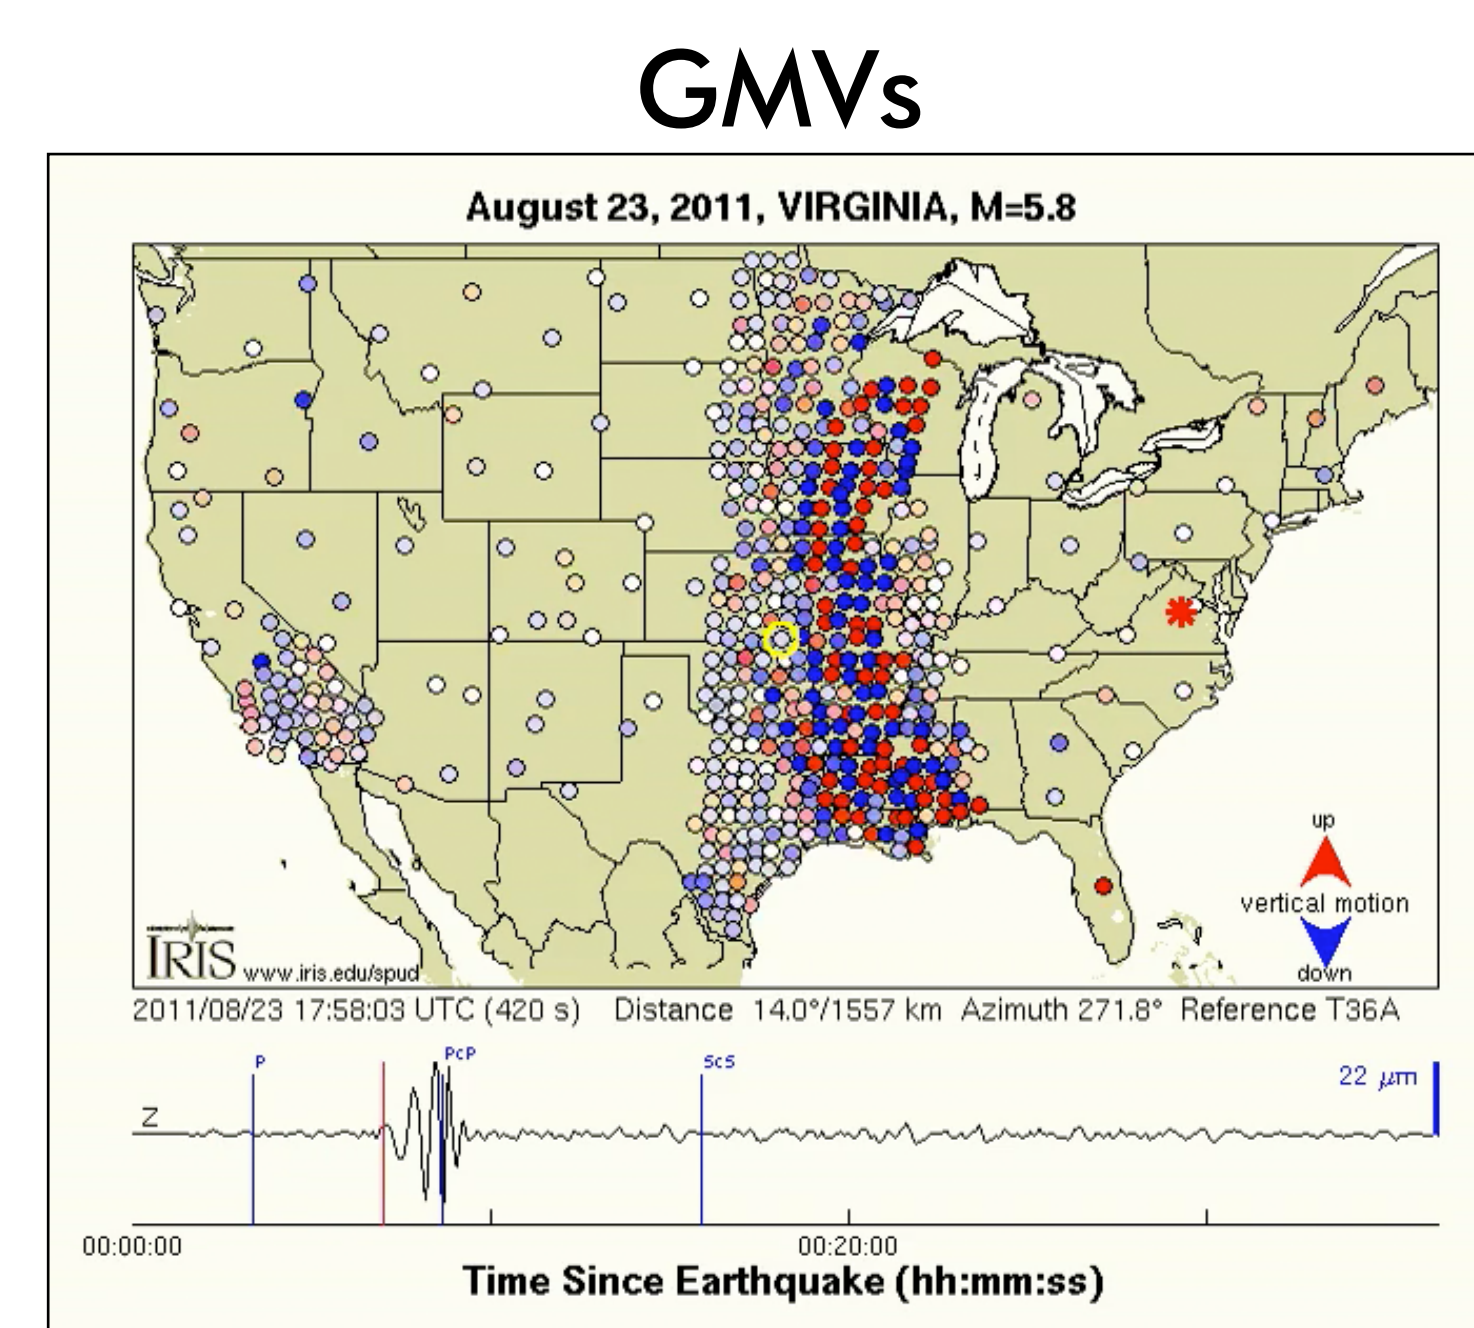 GMVs
August 23, 2011, VIRGINIA, M=5.8
up
vertical motion
down
IRIS www.iris.edu/spud
2011/08/23 17:58:03 UTC (420 s) Distance 14.0°/1557 km Azimuth 271.8° Reference T36A
P
PcP
ScS
22 μm
Z
00:00:00
00:20:00
Time Since Earthquake (hh:mm:ss)